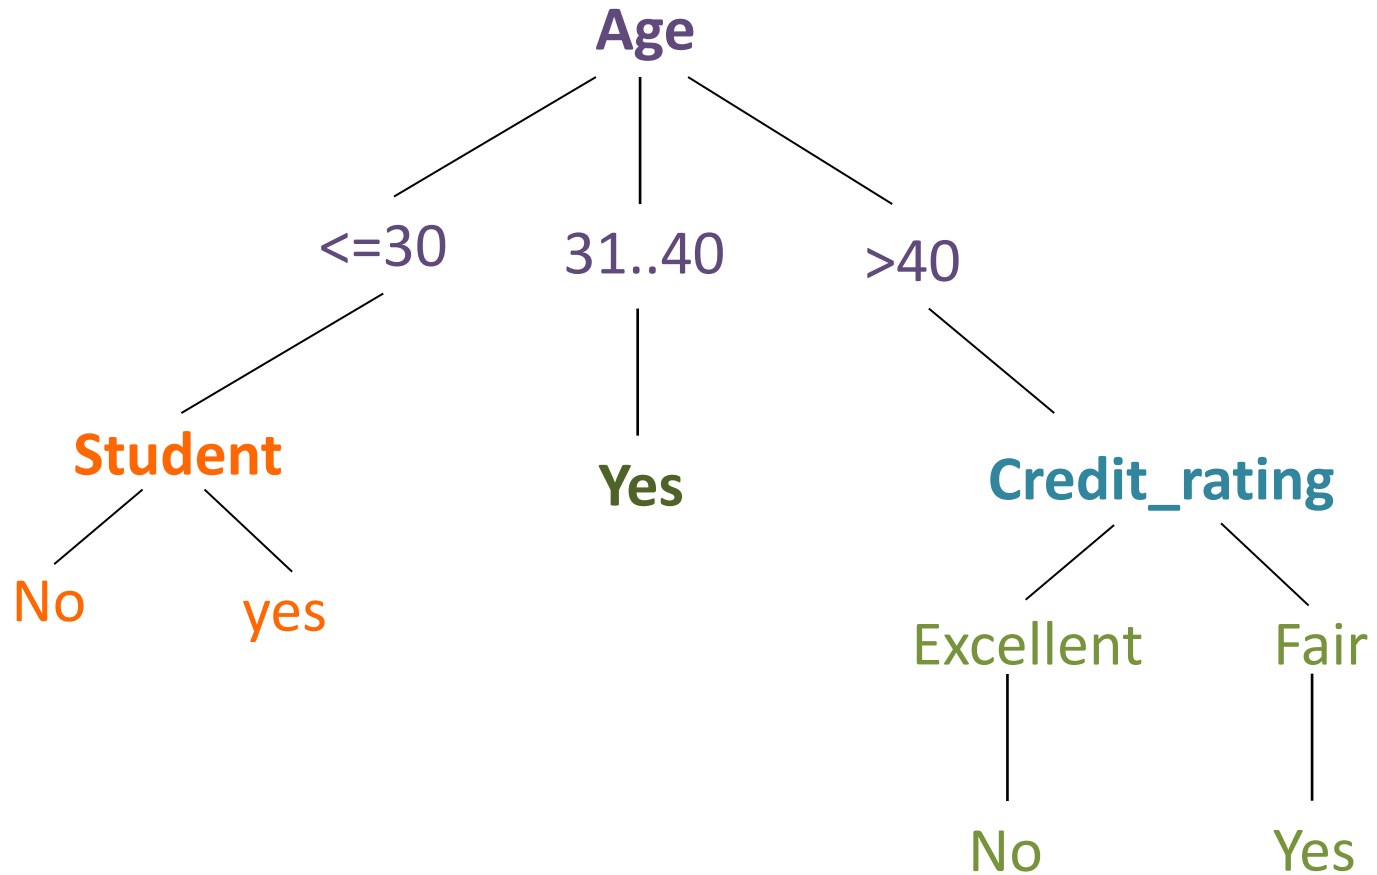 Age
<=30
31..40
>40
Student
Yes
Credit_rating
No
yes
Excellent
Fair
No
Yes